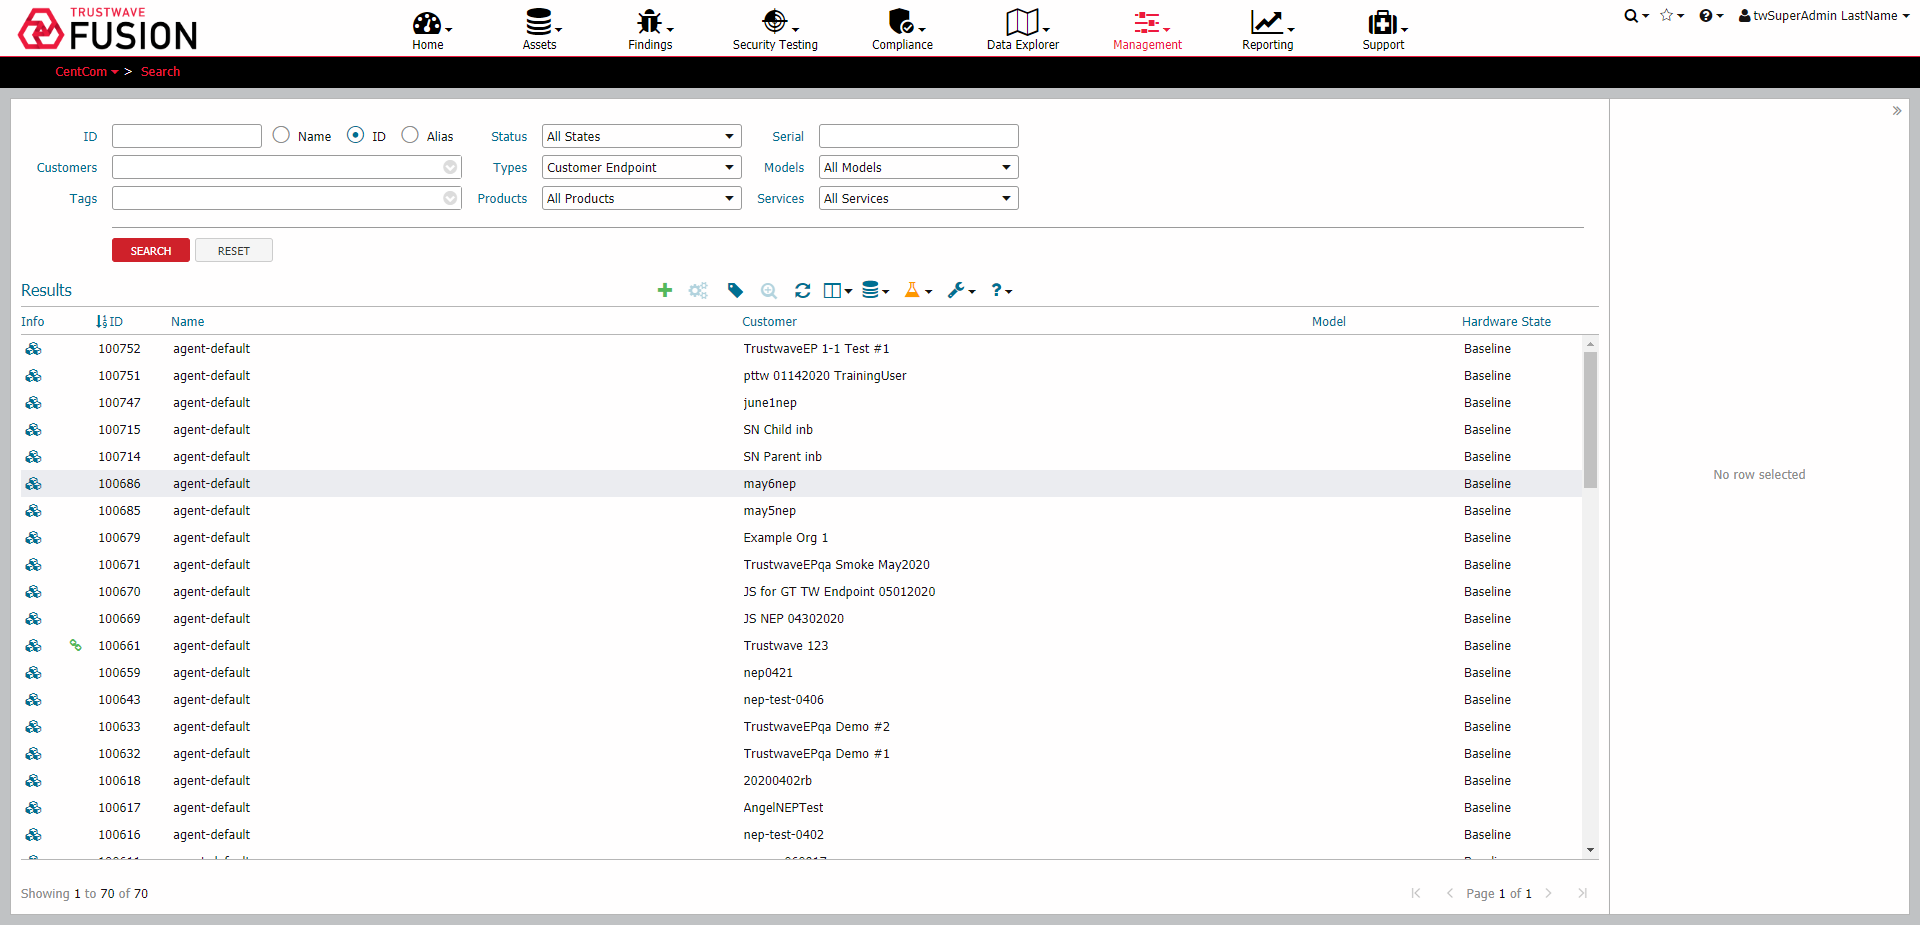 TRUSTWAVE
FUSION
Home
Assets
Findings
Security Testing
Compliance
Data Explorer
Management
Reporting
Support
twSuperAdmin LastName
CentCom > Search
ID Name ID Alias Status All States Serial
Customers Types Customer Endpoint Models All Models
Tags Products All Products Services All Services
SEARCH RESET
Results
Info ID Name Customer Model Hardware State
100752 agent-default TrustwaveEP 1-1 Test #1 Baseline
100751 agent-default pttw 01142020 TrainingUser Baseline
100747 agent-default june1nep Baseline
100715 agent-default SN Child inb Baseline
100714 agent-default SN Parent inb Baseline
100686 agent-default may6nep Baseline
100685 agent-default may5nep Baseline
100679 agent-default Example Org 1 Baseline
100671 agent-default TrustwaveEPqa Smoke May2020 Baseline
100670 agent-default JS for GT TW Endpoint 05012020 Baseline
100669 agent-default JS NEP 04302020 Baseline
100661 agent-default Trustwave 123 Baseline
100659 agent-default nep0421 Baseline
100643 agent-default nep-test-0406 Baseline
100633 agent-default TrustwaveEPqa Demo #2 Baseline
100632 agent-default TrustwaveEPqa Demo #1 Baseline
100618 agent-default 20200402rb Baseline
100617 agent-default AngelNEPTest Baseline
100616 agent-default nep-test-0402 Baseline
No row selected
Showing 1 to 70 of 70
Page 1 of 1